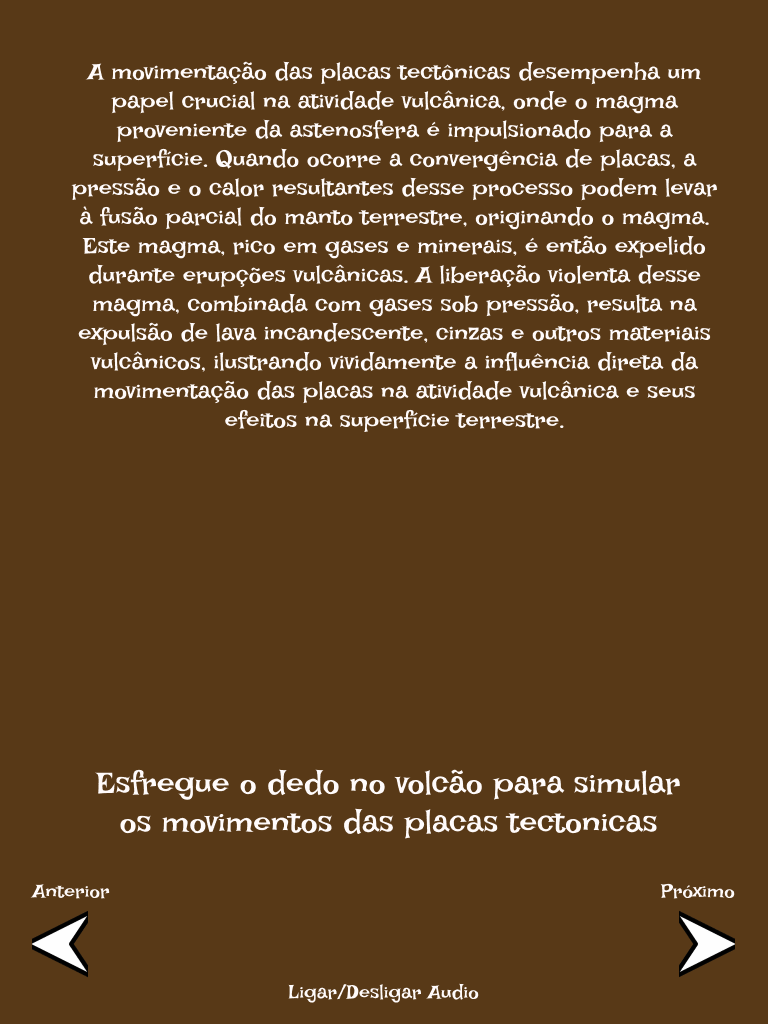 A movimentação das placas tectônicas desempenha um
papel crucial na atividade vulcânica, onde o magma
proveniente da astenosfera é impulsionado para a
superfície. Quando ocorre a convergência de placas, a
pressão e o calor resultantes desse processo podem levar
à fusão parcial do manto terrestre, originando o magma.
Este magma, rico em gases e minerais, é então expelido
durante erupções vulcânicas. A liberação violenta desse
magma, combinada com gases sob pressão, resulta na
expulsão de lava incandescente, cinzas e outros materiais
vulcânicos, ilustrando vividamente a influência direta da
movimentação das placas na atividade vulcânica e seus
efeitos na superfície terrestre.
Esfregue o dedo no volcão para simular
os movimentos das placas tectonicas
Anterior
Próximo
Ligar/Desligar Audio